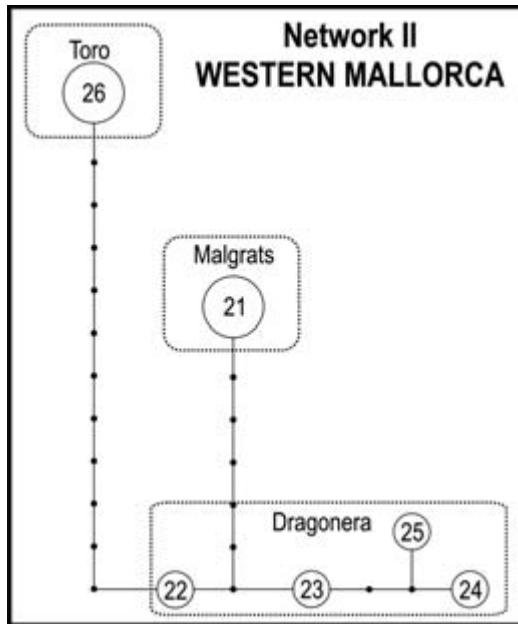 Network II
WESTERN MALLORCA
Toro
26
Malgrats
21
Dragonera
25
22
23
24